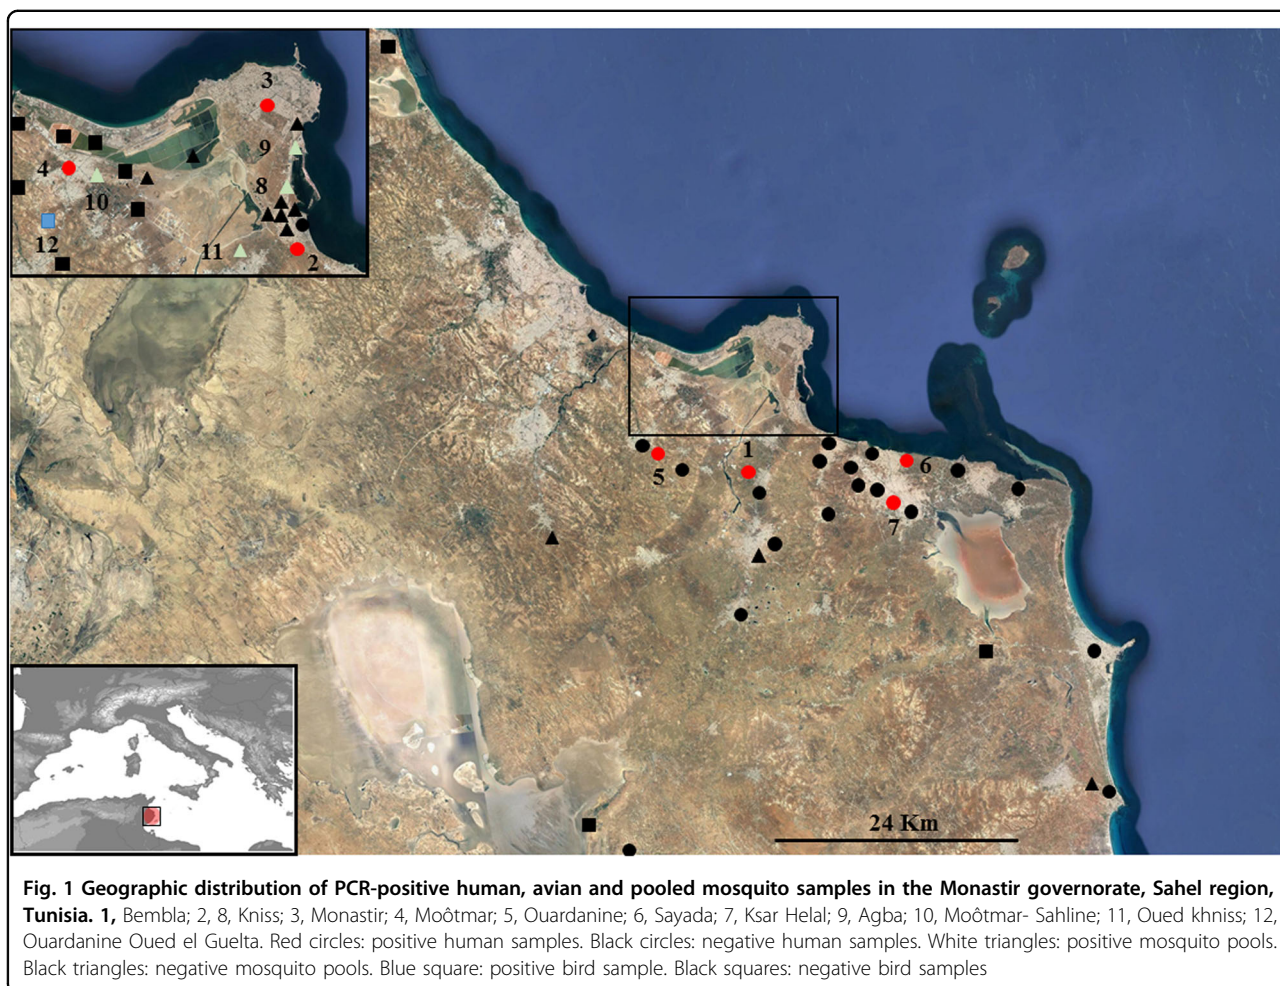 3
9
4
8
10
12
11
2
1
5
6
7
24 Km
Fig. 1 Geographic distribution of PCR-positive human, avian and pooled mosquito samples in the Monastir governorate, Sahel region,
Tunisia. 1, Bembla; 2, 8, Kniss; 3, Monastir; 4, Moôtmar; 5, Ouardanine; 6, Sayada; 7, Ksar Helal; 9, Agba; 10, Moôtmar- Sahline; 11, Oued khniss; 12,
Ouardanine Oued el Guelta. Red circles: positive human samples. Black circles: negative human samples. White triangles: positive mosquito pools.
Black triangles: negative mosquito pools. Blue square: positive bird sample. Black squares: negative bird samples